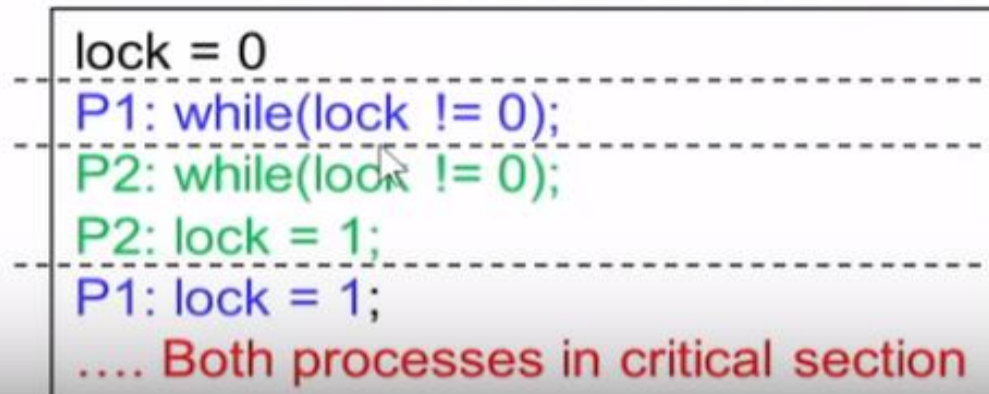 lock = 0
P1: while(lock != 0);
P2: while(lock != 0);
P2: lock = 1;
P1: lock = 1;
.... Both processes in critical section